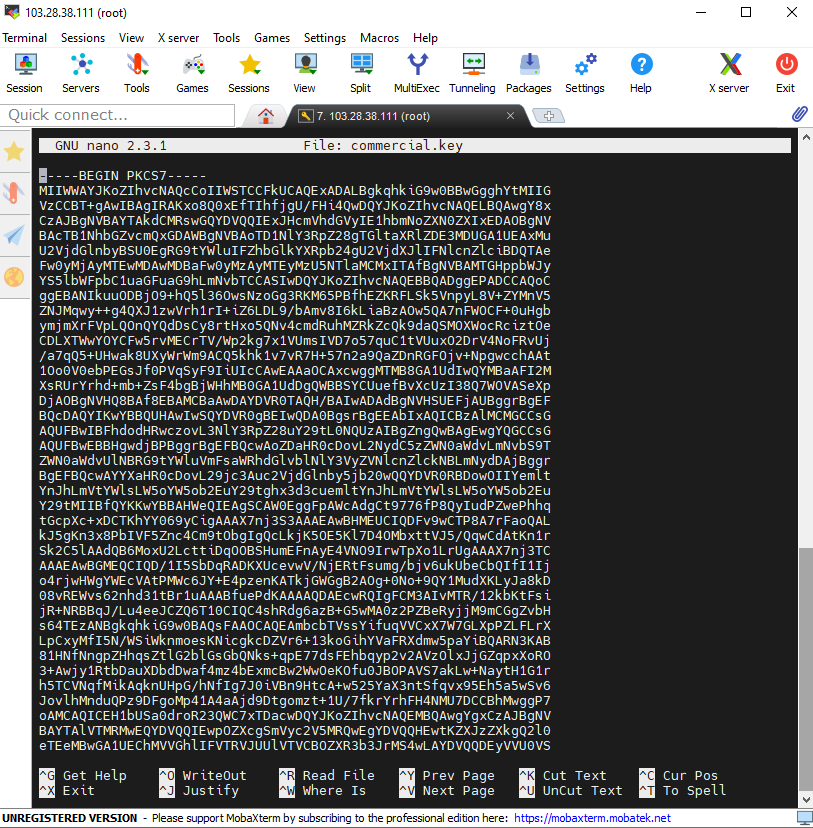 103.28.38.111 (root)
Terminal Sessions View X server Tools Games Settings Macros Help
Session Servers Tools Games Sessions View Split MultiExec Tunneling Packages Settings Help X server Exit
Quick connect...
7. 103.28.38.111 (root)
GNU nano 2.3.1 File: commercial.key
-----BEGIN PKCS7-----
MIIWWAYJKoZIhvcNAQcCoIIWSTCCFkUCAQExADALBgkqhkiG9w0BBwGgghYtMIIG
VzCCBT+gAwIBAgIRAKxo8Q0xEfTIhfjgU/FHi4QwDQYJKoZIhvcNAQELBQAwgY8x
CzAJBgNVBAYTAkdCMRswGQYDVQQIExJHcmVhdGVyIE1hbmNoZXN0ZXIxEDAOBgNV
BAcTB1NhbGZvcmQxGDAWBgNVBAoTD1NlY3RpZ28gTGltaXRlZDE3MDUGA1UEAxMu
U2VjdGlnbyBSU0EgRG9tYWluIFZhbGlkYXRpb24gU2VjdXJlIFNlcnZlciBDQTAe
Fw0yMjAyMTEwMDAwMDBaFw0yMzAyMTEyMzU5NTlaMCMxITAfBgNVBAMTGHppbWJy
YS5lbWFpbC1uaGFuaG9hLmNvbTCCASIwDQYJKoZIhvcNAQEBBQADggEPADCCAQoC
ggEBANIkuuODBjO9+hQ5l36OwsNzoGg3RKM65PBfhEZKRFLSk5VnpyL8V+ZYMnV5
ZNJMqwy++g4QXJ1zwVrh1rI+iZ6LDL9/bAmv8I6kLiaBzAOw5QA7nFWOCF+0uHgb
ymjmXrFVpLQOnQYQdDsCy8rtHxo5QNv4cmdRuhMZRkZcQk9daQSMOXWocRciztOe
CDLXTWwYOYCFw5rvMECrTV/Wp2kg7x1VUmsIVD7o57quC1tVUuxO2DrV4NoFRvUj
/a7qQ5+UHwak8UXyWrWm9ACQ5khk1v7vR7H+57n2a9QaZDnRGFOjv+NpgwcchAAt
1Oo0V0ebPEGsJf0PVqSyF9IiUIcCAwEAAaOCAxcwggMTMB8GA1UdIwQYMBaAFI2M
XsRUrYrhd+mb+ZsF4bgBjWHhMB0GA1UdDgQWBBSYCUuefBvXcUzI38Q7WOVASeXp
DjAOBgNVHQ8BAf8EBAMCBaAwDAYDVR0TAQH/BAIwADAdBgNVHSUEFjAUBggrBgEF
BQcDAQYIKwYBBQUHAwIwSQYDVR0gBEIwQDA0BgsrBgEEAbIxAQICBzAlMCMGCCsG
AQUFBwIBFhdodHRwczovL3NlY3RpZ28uY29tL0NQUzAIBgZngQwBAgEwgYQGCCsG
AQUFBwEBBHgwdjBPBggrBgEFBQcwAoZDaHR0cDovL2NydC5zZWN0aWdvLmNvbS9T
ZWN0aWdvUlNBRG9tYWluVmFsaWRhdGlvblNlY3VyZVNlcnZlckNBLmNydDAjBggr
BgEFBQcwAYYXaHR0cDovL29jc3Auc2VjdGlnby5jb20wQQYDVR0RBDowOIIYemlt
YnJhLmVtYWlsLW5oYW5ob2EuY29tghx3d3cuemltYnJhLmVtYWlsLW5oYW5ob2Eu
Y29tMIIBfQYKKwYBBAHWeQIEAgSCAW0EggFpAWcAdgCt9776fP8QyIudPZwePhhq
tGcpXc+xDCTKhYY069yCigAAAX7nj3S3AAAEAwBHMEUCIQDFv9wCTP8A7rFaoQAL
kJ5gKn3x8PbIVF5Znc4Cm9tObgIgQcLkjK5OE5Kl7D4OMbxttVJ5/QqwCdAtKn1r
Sk2C5lAAdQB6MoxU2LcttiDqOOBSHumEFnAyE4VNO9IrwTpXo1LrUgAAAX7nj3TC
AAAEAwBGMEQCIQD/1I5SbDqRADKXUcevwV/NjERtFsumg/bjv6ukUbeCbQIfI1Ij
o4rjwHWgYWEcVAtPMWc6JY+E4pzenKATkjGWGgB2AOg+0No+9QY1MudXKLyJa8kD
08vREWvs62nhd31tBr1uAAABfuePdKAAAAQDAEcwRQIgFCM3AIvMTR/12kbKtFsi
jR+NRBBqJ/Lu4eeJCZQ6T10CIQC4shRdg6azB+G5wMA0z2PZBeRyjjM9mCGgZvbH
s64TEzANBgkqhkiG9w0BAQsFAAOCAQEAmbcbTVssYifuqVVCxX7W7GLXpPZLFLrX
LpCxyMfI5N/WSiWknmoesKNicgkcDZVr6+13koGihYVaFRXdmw5paYiBQARN3KAB
81HNfNngpZHhqsZtlG2blGsGbQNks+qpE77dsFEhbqyp2v2AVzOlxJjGZqpxXoRO
3+Awjy1RtbDauXDbdDwaf4mz4bExmcBw2WwOeKOfu0JBOPAVS7akLw+NaytH1G1r
h5TCVNqfMikAqknUHpG/hNfIg7J0iVBn9HtcA+w525YaX3ntSfqvx95Eh5a5wSv6
JovlhMnduQPz9DFgoMp41A4aAjd9Dtgomzt+1U/7fkrYrhFH4NMU7DCCBhMwggP7
oAMCAQICEH1bUSa0droR23QWC7xTDacwDQYJKoZIhvcNAQEMBQAwgYgxCzAJBgNV
BAYTAlVTMRMwEQYDVQQIEwpOZXcgSmVyc2V5MRQwEgYDVQQHEwtKZXJzZXkgQ2l0
eTEeMBwGA1UEChMVVGhlIFVTRVJUUlVTVCBOZXR3b3JrMS4wLAYDVQQDEyVVU0VS
^G Get Help ^O WriteOut ^R Read File ^Y Prev Page ^K Cut Text ^C Cur Pos
^X Exit ^J Justify ^W Where Is ^V Next Page ^U UnCut Text ^T To Spell
UNREGISTERED VERSION - Please support MobaXterm by subscribing to the professional edition here: https://mobaxterm.mobatek.net